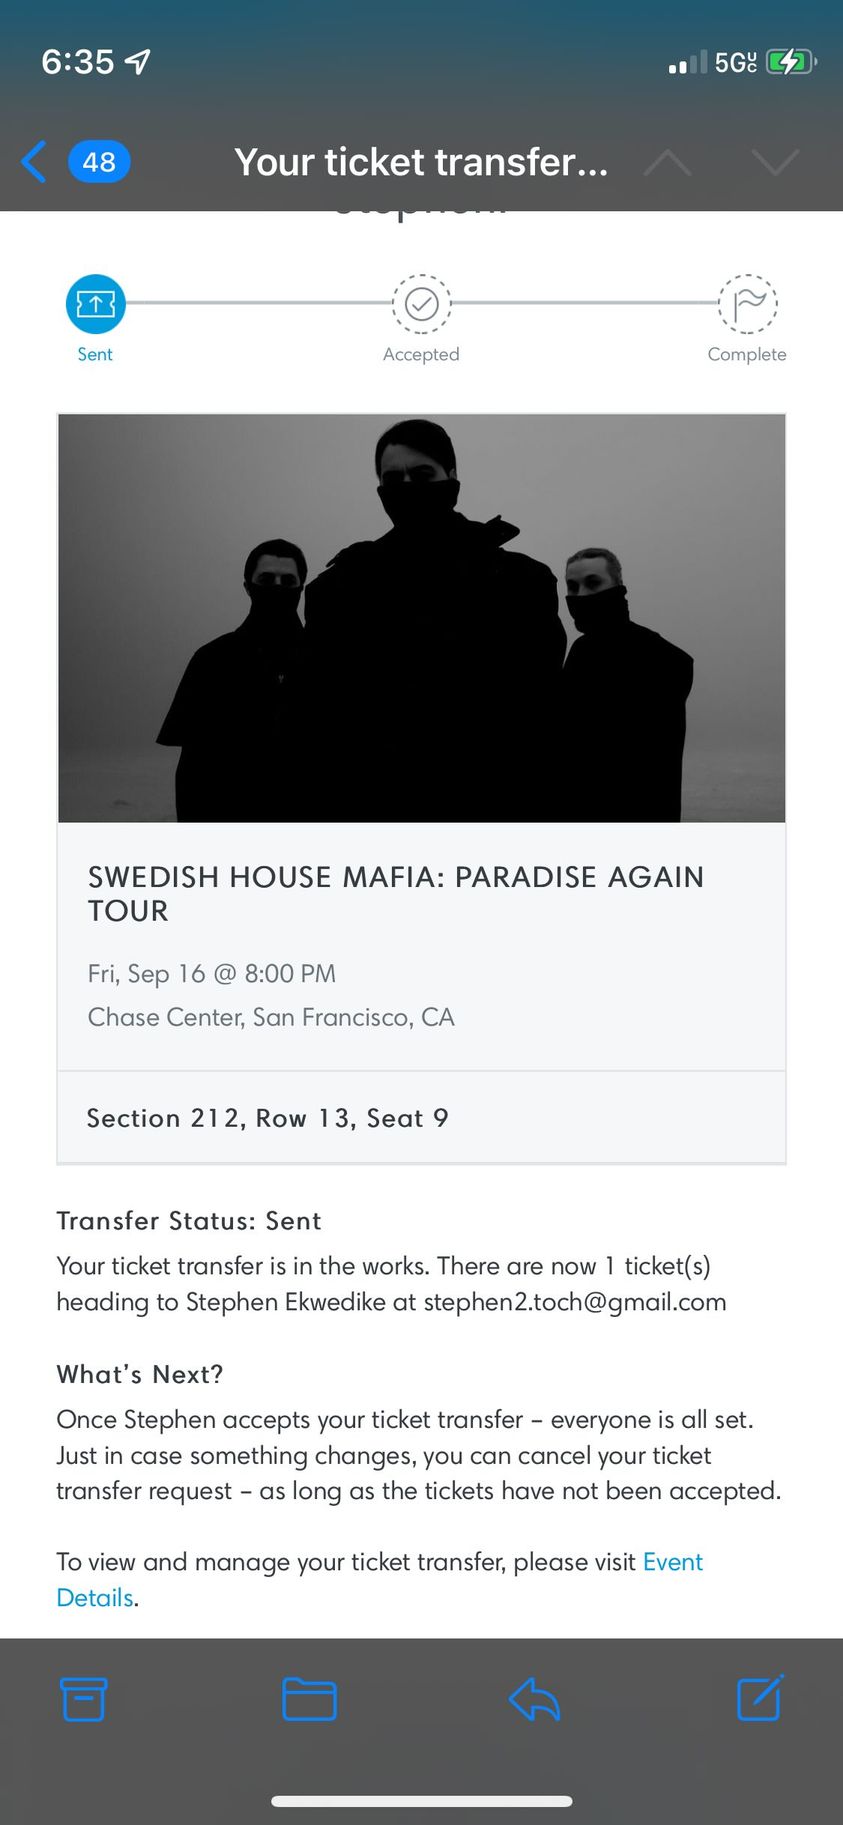 6:35
5GUC
48
Your ticket transfer...
Sent
Accepted
Complete
SWEDISH HOUSE MAFIA: PARADISE AGAIN
TOUR
Fri, Sep 16 @ 8:00 PM
Chase Center, San Francisco, CA
Section 212, Row 13, Seat 9
Transfer Status: Sent
Your ticket transfer is in the works. There are now 1 ticket(s)
heading to Stephen Ekwedike at stephen2.toch@gmail.com
What's Next?
Once Stephen accepts your ticket transfer – everyone is all set.
Just in case something changes, you can cancel your ticket
transfer request – as long as the tickets have not been accepted.
To view and manage your ticket transfer, please visit Event
Details.